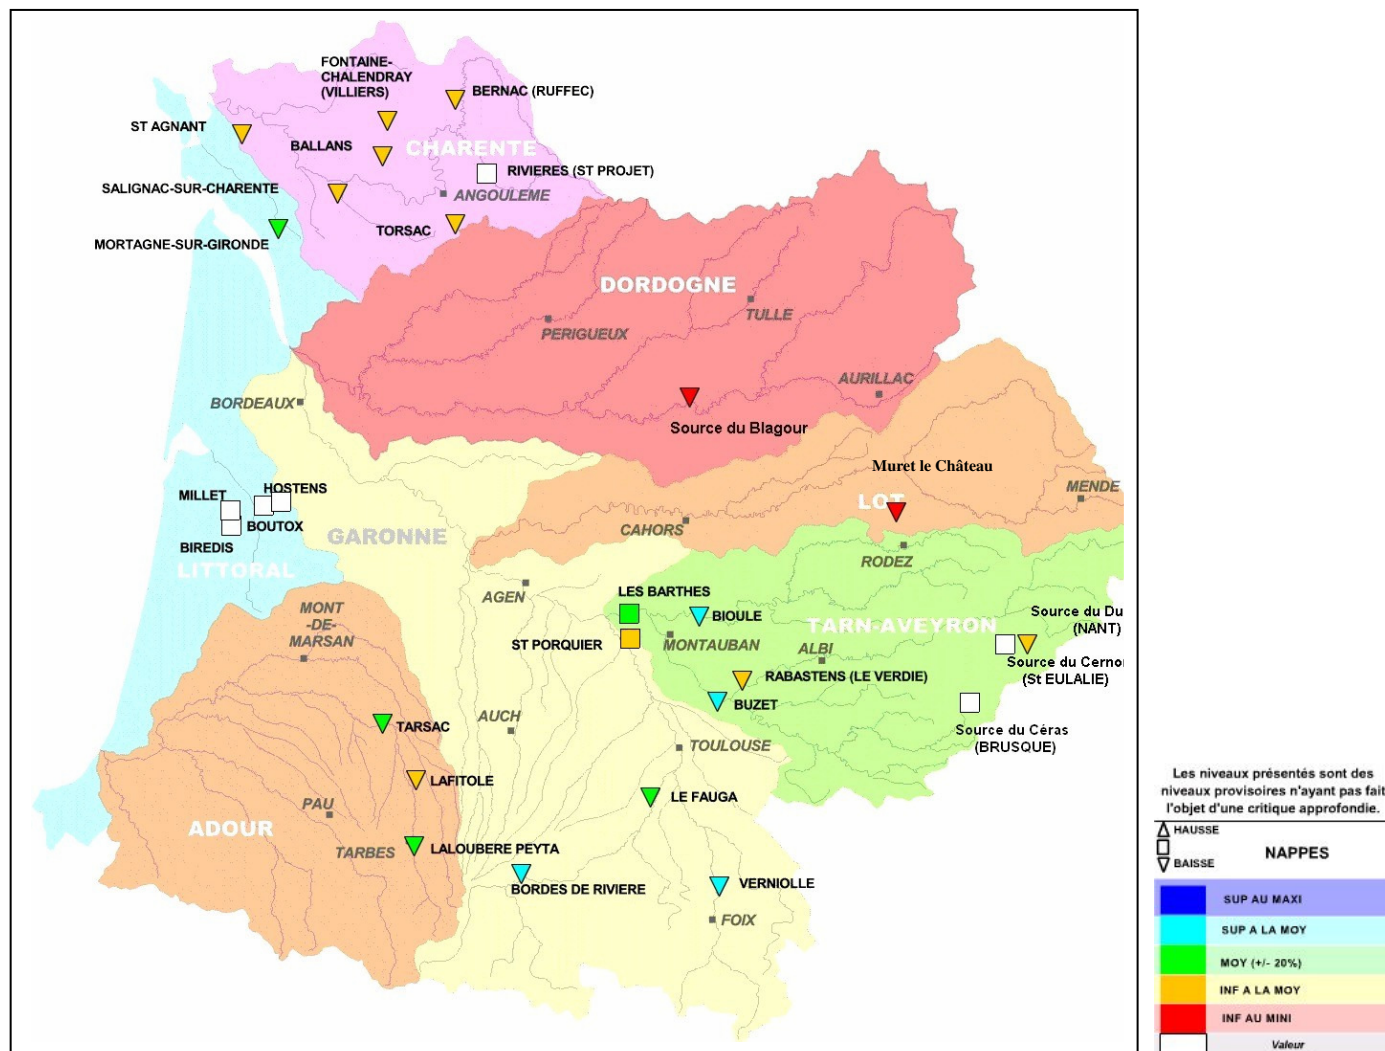 FONTAINE-
CHALENDRAY
(VILLIERS)
BERNAC (RUFFEC)
ST AGNANT
BALLANS
CHARENTE
RIVIERES (ST PROJET)
SALIGNAC-SUR-CHARENTE
ANGOULEME
TORSAC
MORTAGNE-SUR-GIRONDE
DORDOGNE
TULLE
PERIGUEUX
AURILLAC
BORDEAUX
Source du Blagour
Muret le Château
MENDE
MILLET
HOSTENS
LOT
BOUTOX
CAHORS
GARONNE
BIREDIS
RODEZ
LITTORAL
AGEN
LES BARTHES
MONT
-DE-
MARSAN
BIOULE
Source du Du
(NANT)
TARN-AVEYRON
ST PORQUIER
MONTAUBAN
ALBI
Source du Cernon
(St EULALIE)
RABASTENS (LE VERDIE)
BUZET
AUCH
TARSAC
Source du Céras
(BRUSQUE)
TOULOUSE
LAFITOLE
LE FAUGA
PAU
ADOUR
TARBES
LALOUBERE PEYTA
BORDES DE RIVIERE
VERNIOLLE
FOIX
Les niveaux présentés sont des
niveaux provisoires n'ayant pas fait
l'objet d'une critique approfondie.
HAUSSE
NAPPES
BAISSE
SUP AU MAXI
SUP A LA MOY
MOY (+/- 20%)
INF A LA MOY
INF AU MINI
Valeur